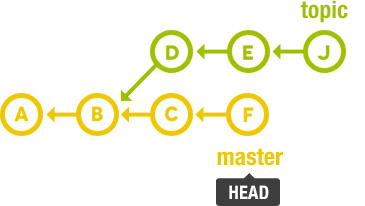 topic
D E J
A B C F
master
HEAD